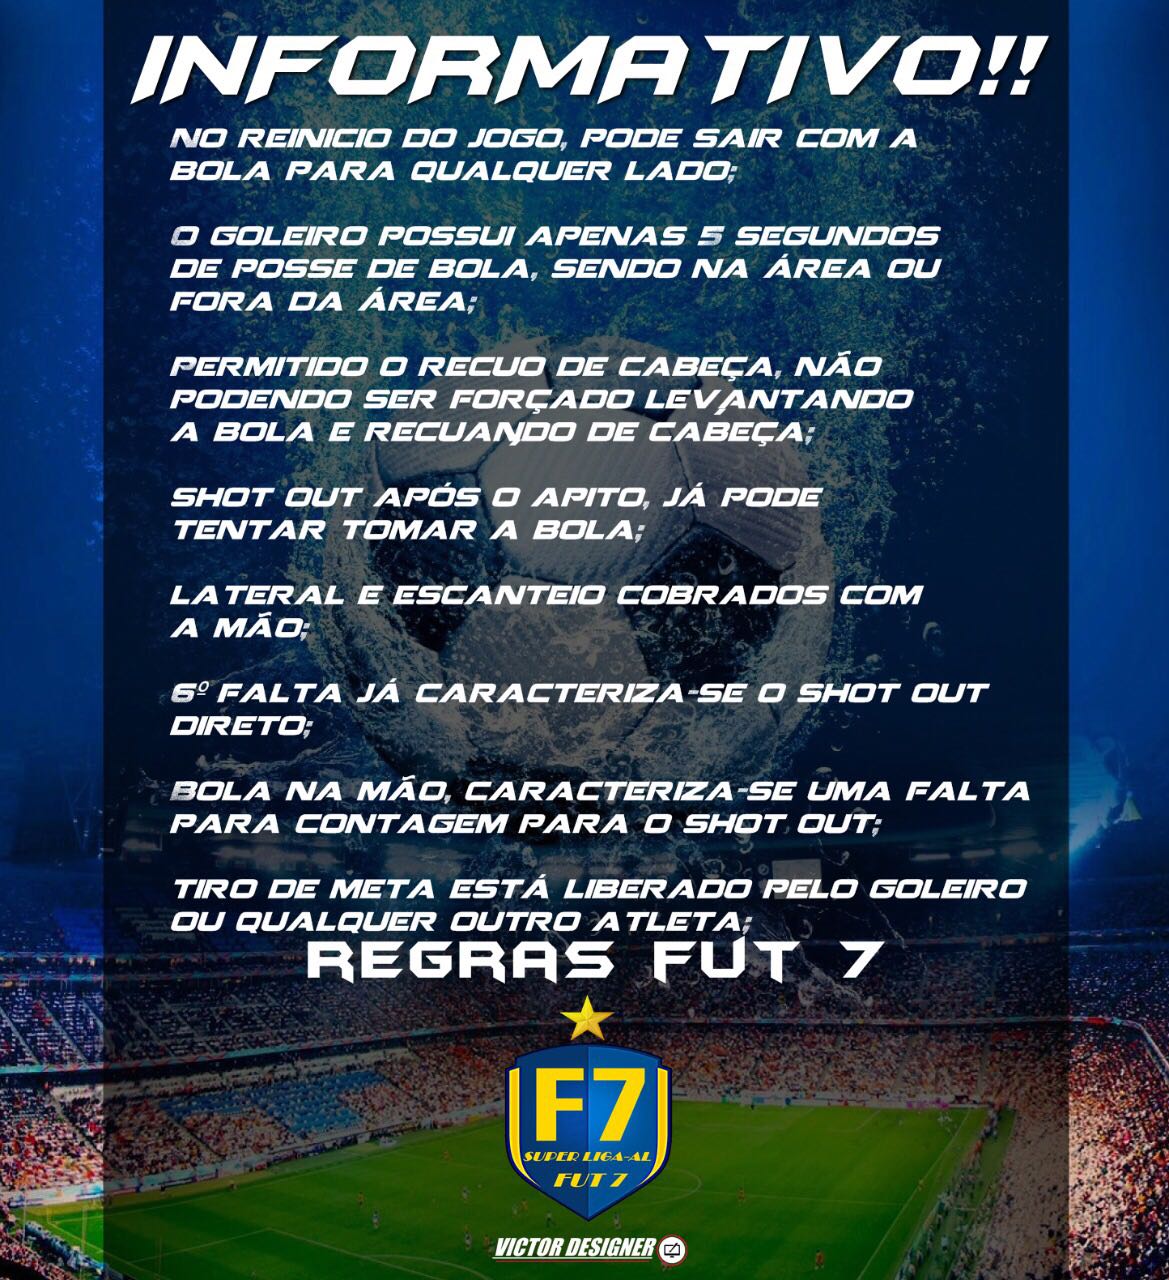 INFORMATIVO!!
NO REINICIO DO JOGO, PODE SAIR COM A
BOLA PARA QUALQUER LADO;
O GOLEIRO POSSUI APENAS 5 SEGUNDOS
DE POSSE DE BOLA, SENDO NA ÁREA OU
FORA DA ÁREA;
PERMITIDO O RECUO DE CABEÇA, NÃO
PODENDO SER FORÇADO LEVANTANDO
A BOLA E RECUANDO DE CABEÇA;
SHOT OUT APÓS O APITO, JÁ PODE
TENTAR TOMAR A BOLA;
LATERAL E ESCANTEIO COBRADOS COM
A MÃO;
6º FALTA JÁ CARACTERIZA-SE O SHOT OUT
DIRETO;
BOLA NA MÃO, CARACTERIZA-SE UMA FALTA
PARA CONTAGEM PARA O SHOT OUT;
TIRO DE META ESTÁ LIBERADO PELO GOLEIRO
OU QUALQUER OUTRO ATLETA;
REGRAS FUT 7
F7
SUPER LIGA-AL
FUT 7
VICTOR DESIGNER